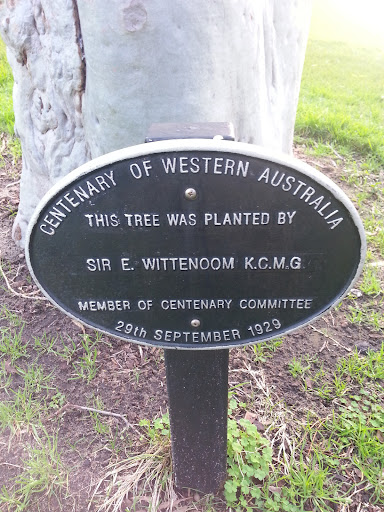 CENTENARY OF WESTERN AUSTRALIA
THIS TREE WAS PLANTED BY
SIR E. WITTENOOM K.C.M.G
MEMBER OF CENTENARY COMMITTEE
29th SEPTEMBER 1929